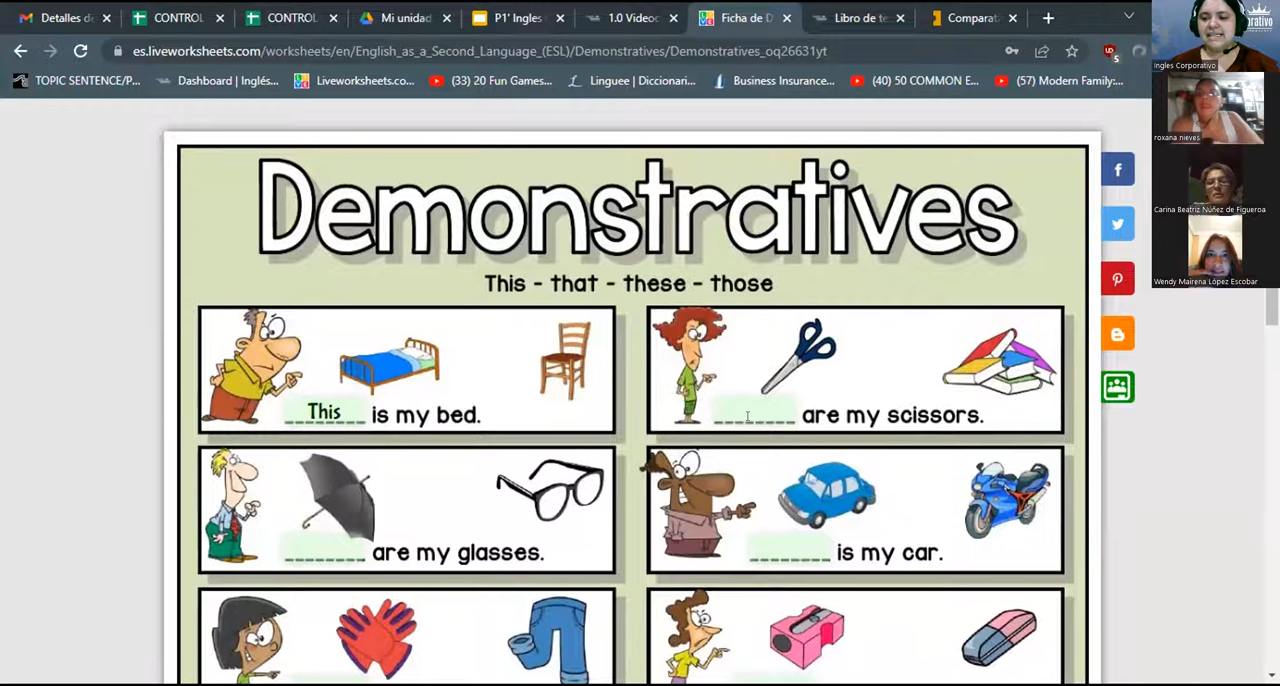 Detalles de
CONTROL
CONTROL
Mi unidad
P1' Ingles
1.0 Videoc
Ficha de D
Libro de te
Comparat
es.liveworksheets.com/worksheets/en/English_as_a_Second_Language_(ESL)/Demonstratives/Demonstratives_oq26631yt
TOPIC SENTENCE/P...
Dashboard | Inglés...
Liveworksheets.co...
(33) 20 Fun Games...
Linguee | Diccionari...
Business Insurance...
(40) 50 COMMON E...
(57) Modern Family:...
Ingles Corporativo
roxana nieves
Carina Beatriz Núñez de Figueroa
Wendy Mairena López Escobar
Demonstratives
This - that - these - those
This is my bed.
_______ are my scissors.
_______ are my glasses.
_______ is my car.